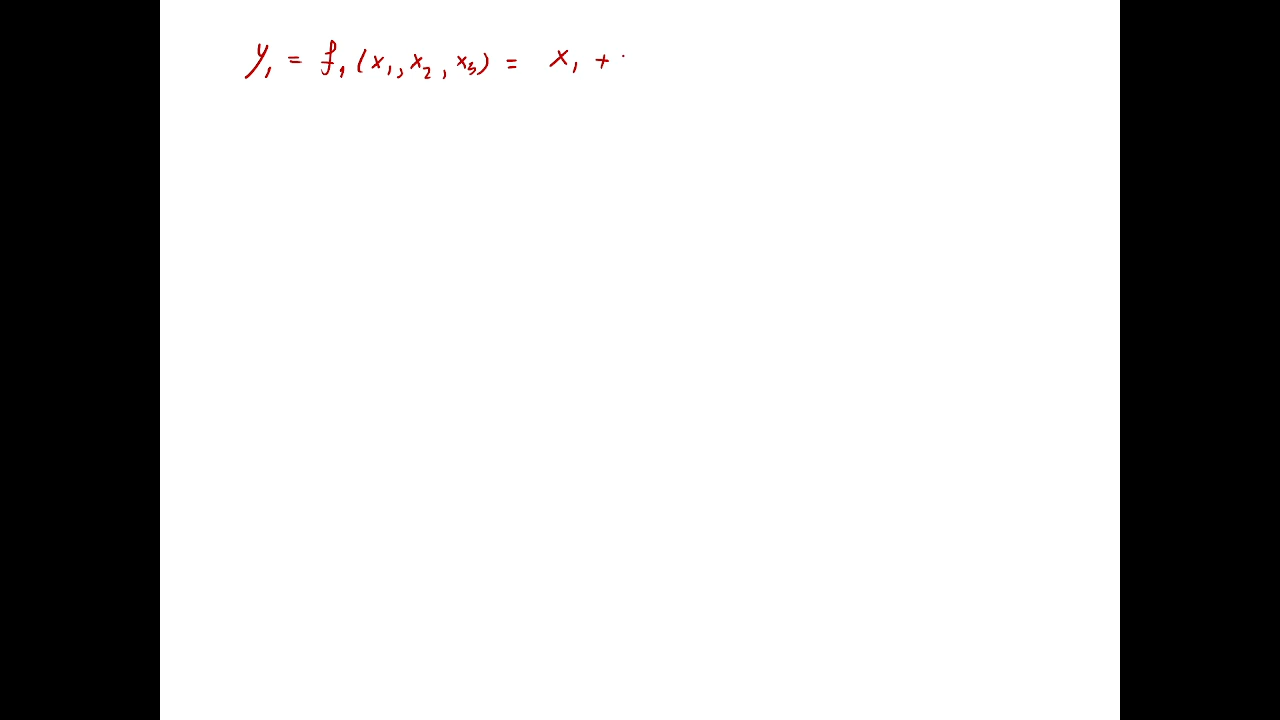 y₁ = f₁(x₁, x₂, x₃) = x₁ +